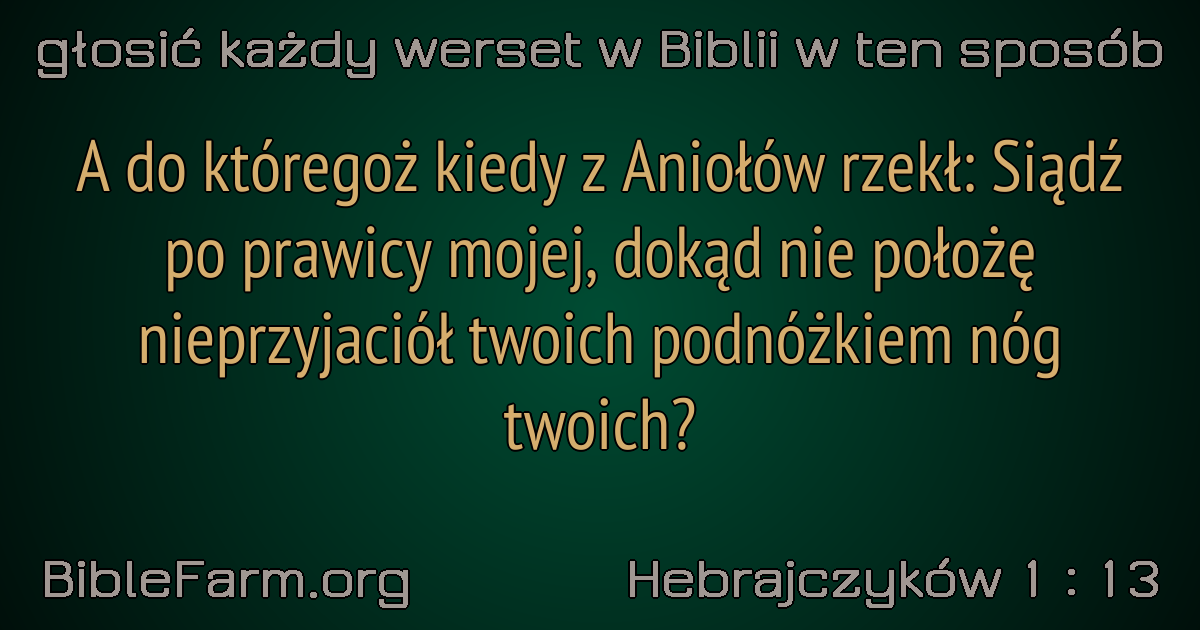 głosić każdy werset w Biblii w ten sposób
A do któregoż kiedy z Aniołów rzekł: Siądź
po prawicy mojej, dokąd nie położę
nieprzyjaciół twoich podnóżkiem nóg
twoich?
BibleFarm.org
Hebrajczyków 1 : 13